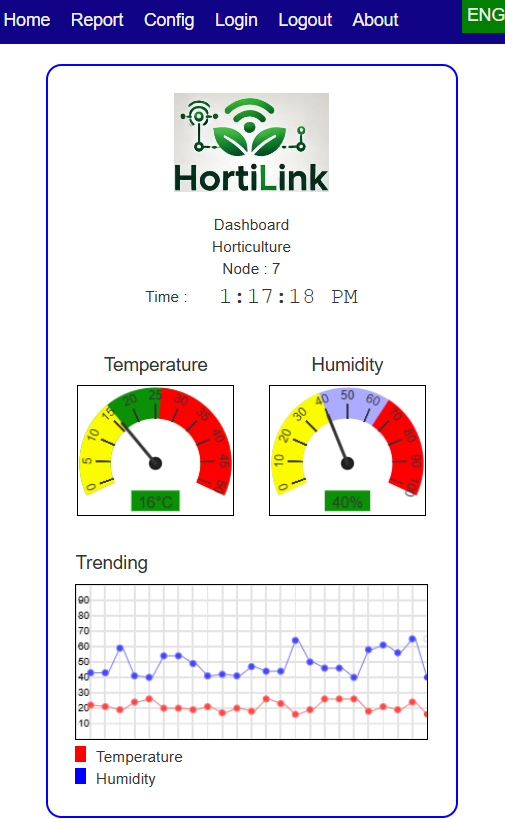 Home Report Config Login Logout About ENG
HortiLink
Dashboard
Horticulture
Node : 7
Time : 1:17:18 PM
Temperature Humidity
0 5 10 15 20 25 30 35 40 45 50
0 10 20 30 40 50 60 70 80 90 100
16°C 40%
Trending
90
80
70
60
50
40
30
20
10
Temperature
Humidity